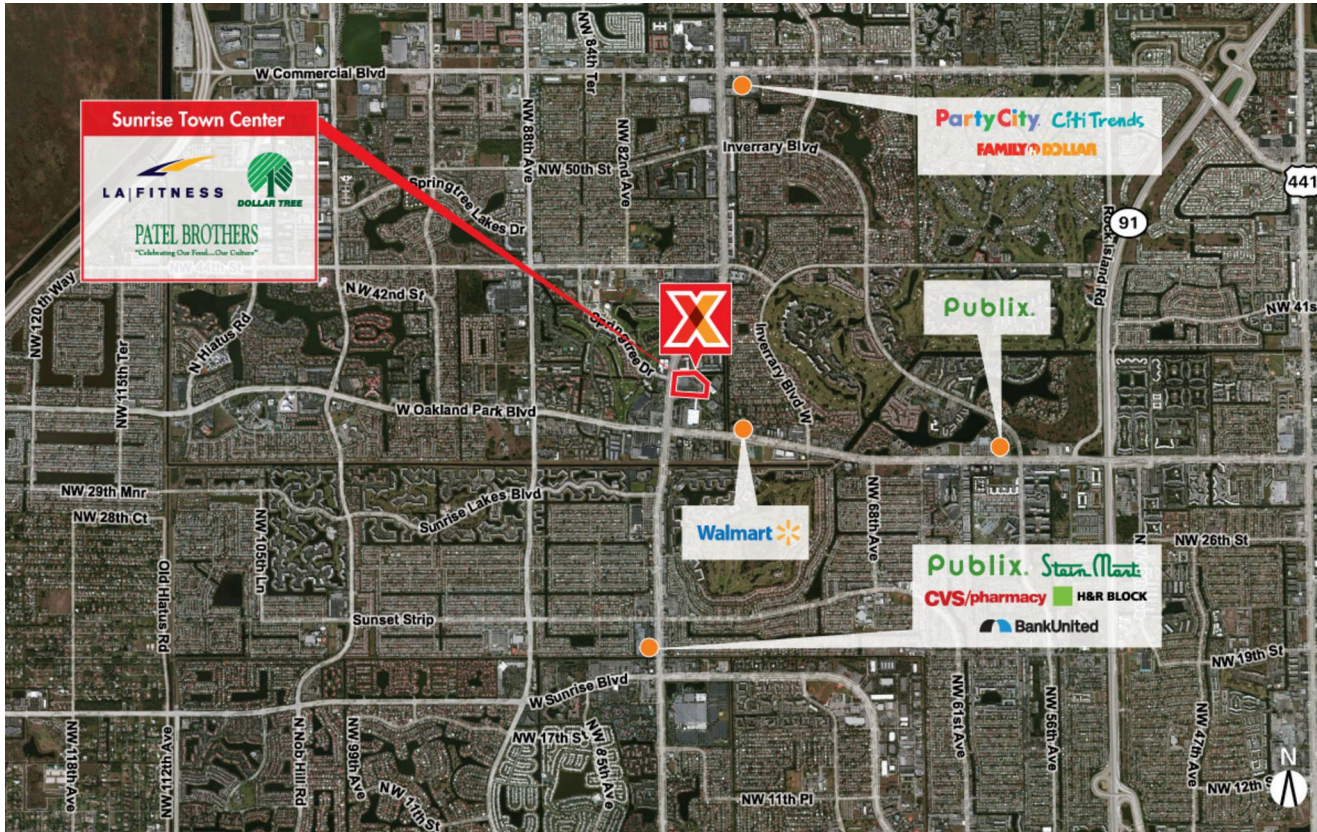 W Commercial Blvd
NW 84th Ter
NW 88th Ave
NW 82nd Ave
Sunrise Town Center
LA|FITNESS
DOLLAR TREE
PATEL BROTHERS
"Celebrating Our Food....Our Culture"
Party City. Citi Trends
FAMILY DOLLAR
Inverrary Blvd
NW 50th St
Springtree Lakes Dr
441
91
Rock Island Rd
NW 44th St
NW 120th Way
NW 115th Ter
N Hiatus Rd
NW 42nd St
Springtree Dr
X
Inverrary Blvd W
Publix.
NW 41s
W Oakland Park Blvd
NW 29th Mnr
NW 28th Ct
Sunrise Lakes Blvd
NW 105th Ln
Old Hiatus Rd
Walmart
NW 68th Ave
NW 26th St
Publix. Stein Mart.
CVS/pharmacy H&R BLOCK
BankUnited
Sunset Strip
NW 19th St
W Sunrise Blvd
NW 118th Ave
NW 112th Ave
N Nob Hill Rd
NW 99th Ave
NW 17th St
NW 17th St
NW 85th Ave
NW 11th Pl
NW 61st Ave
NW 56th Ave
NW 47th Ave
NW 12th S
N